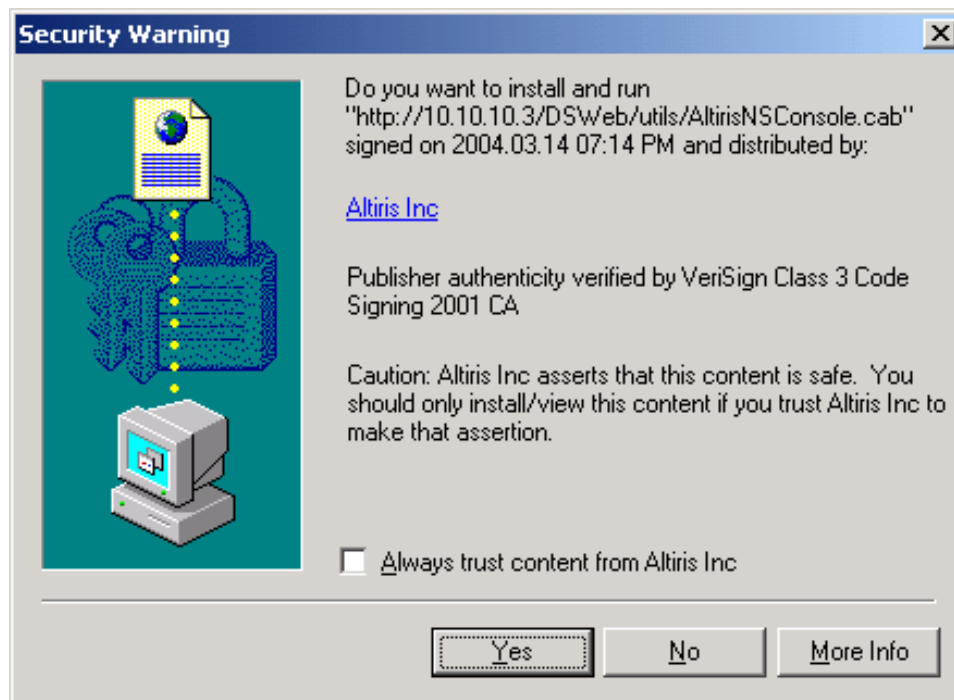 Security Warning
Do you want to install and run
"http://10.10.10.3/DSWeb/utils/AltirisNSConsole.cab"
signed on 2004.03.14 07:14 PM and distributed by:
Altiris Inc
Publisher authenticity verified by VeriSign Class 3 Code
Signing 2001 CA
Caution: Altiris Inc asserts that this content is safe.  You
should only install/view this content if you trust Altiris Inc to
make that assertion.
Always trust content from Altiris Inc
Yes No More Info